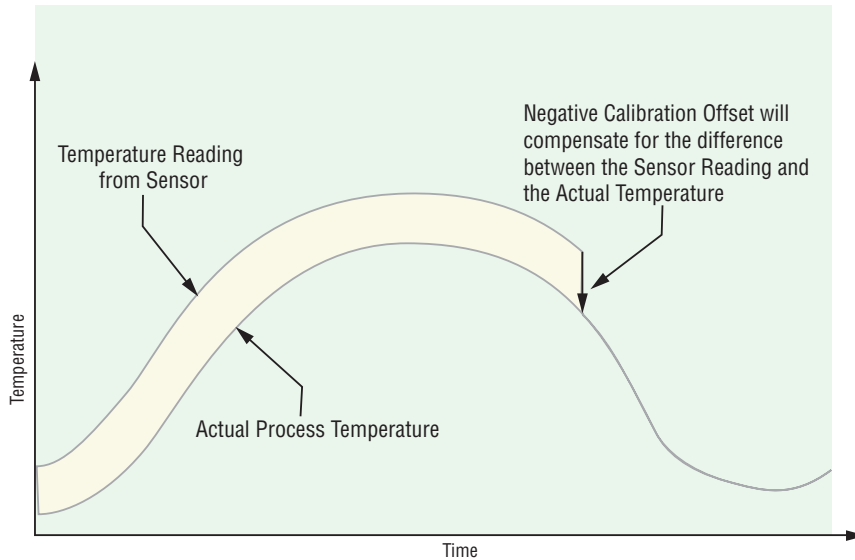 Negative Calibration Offset will
compensate for the difference
between the Sensor Reading and
the Actual Temperature
Temperature Reading
from Sensor
Temperature
Actual Process Temperature
Time